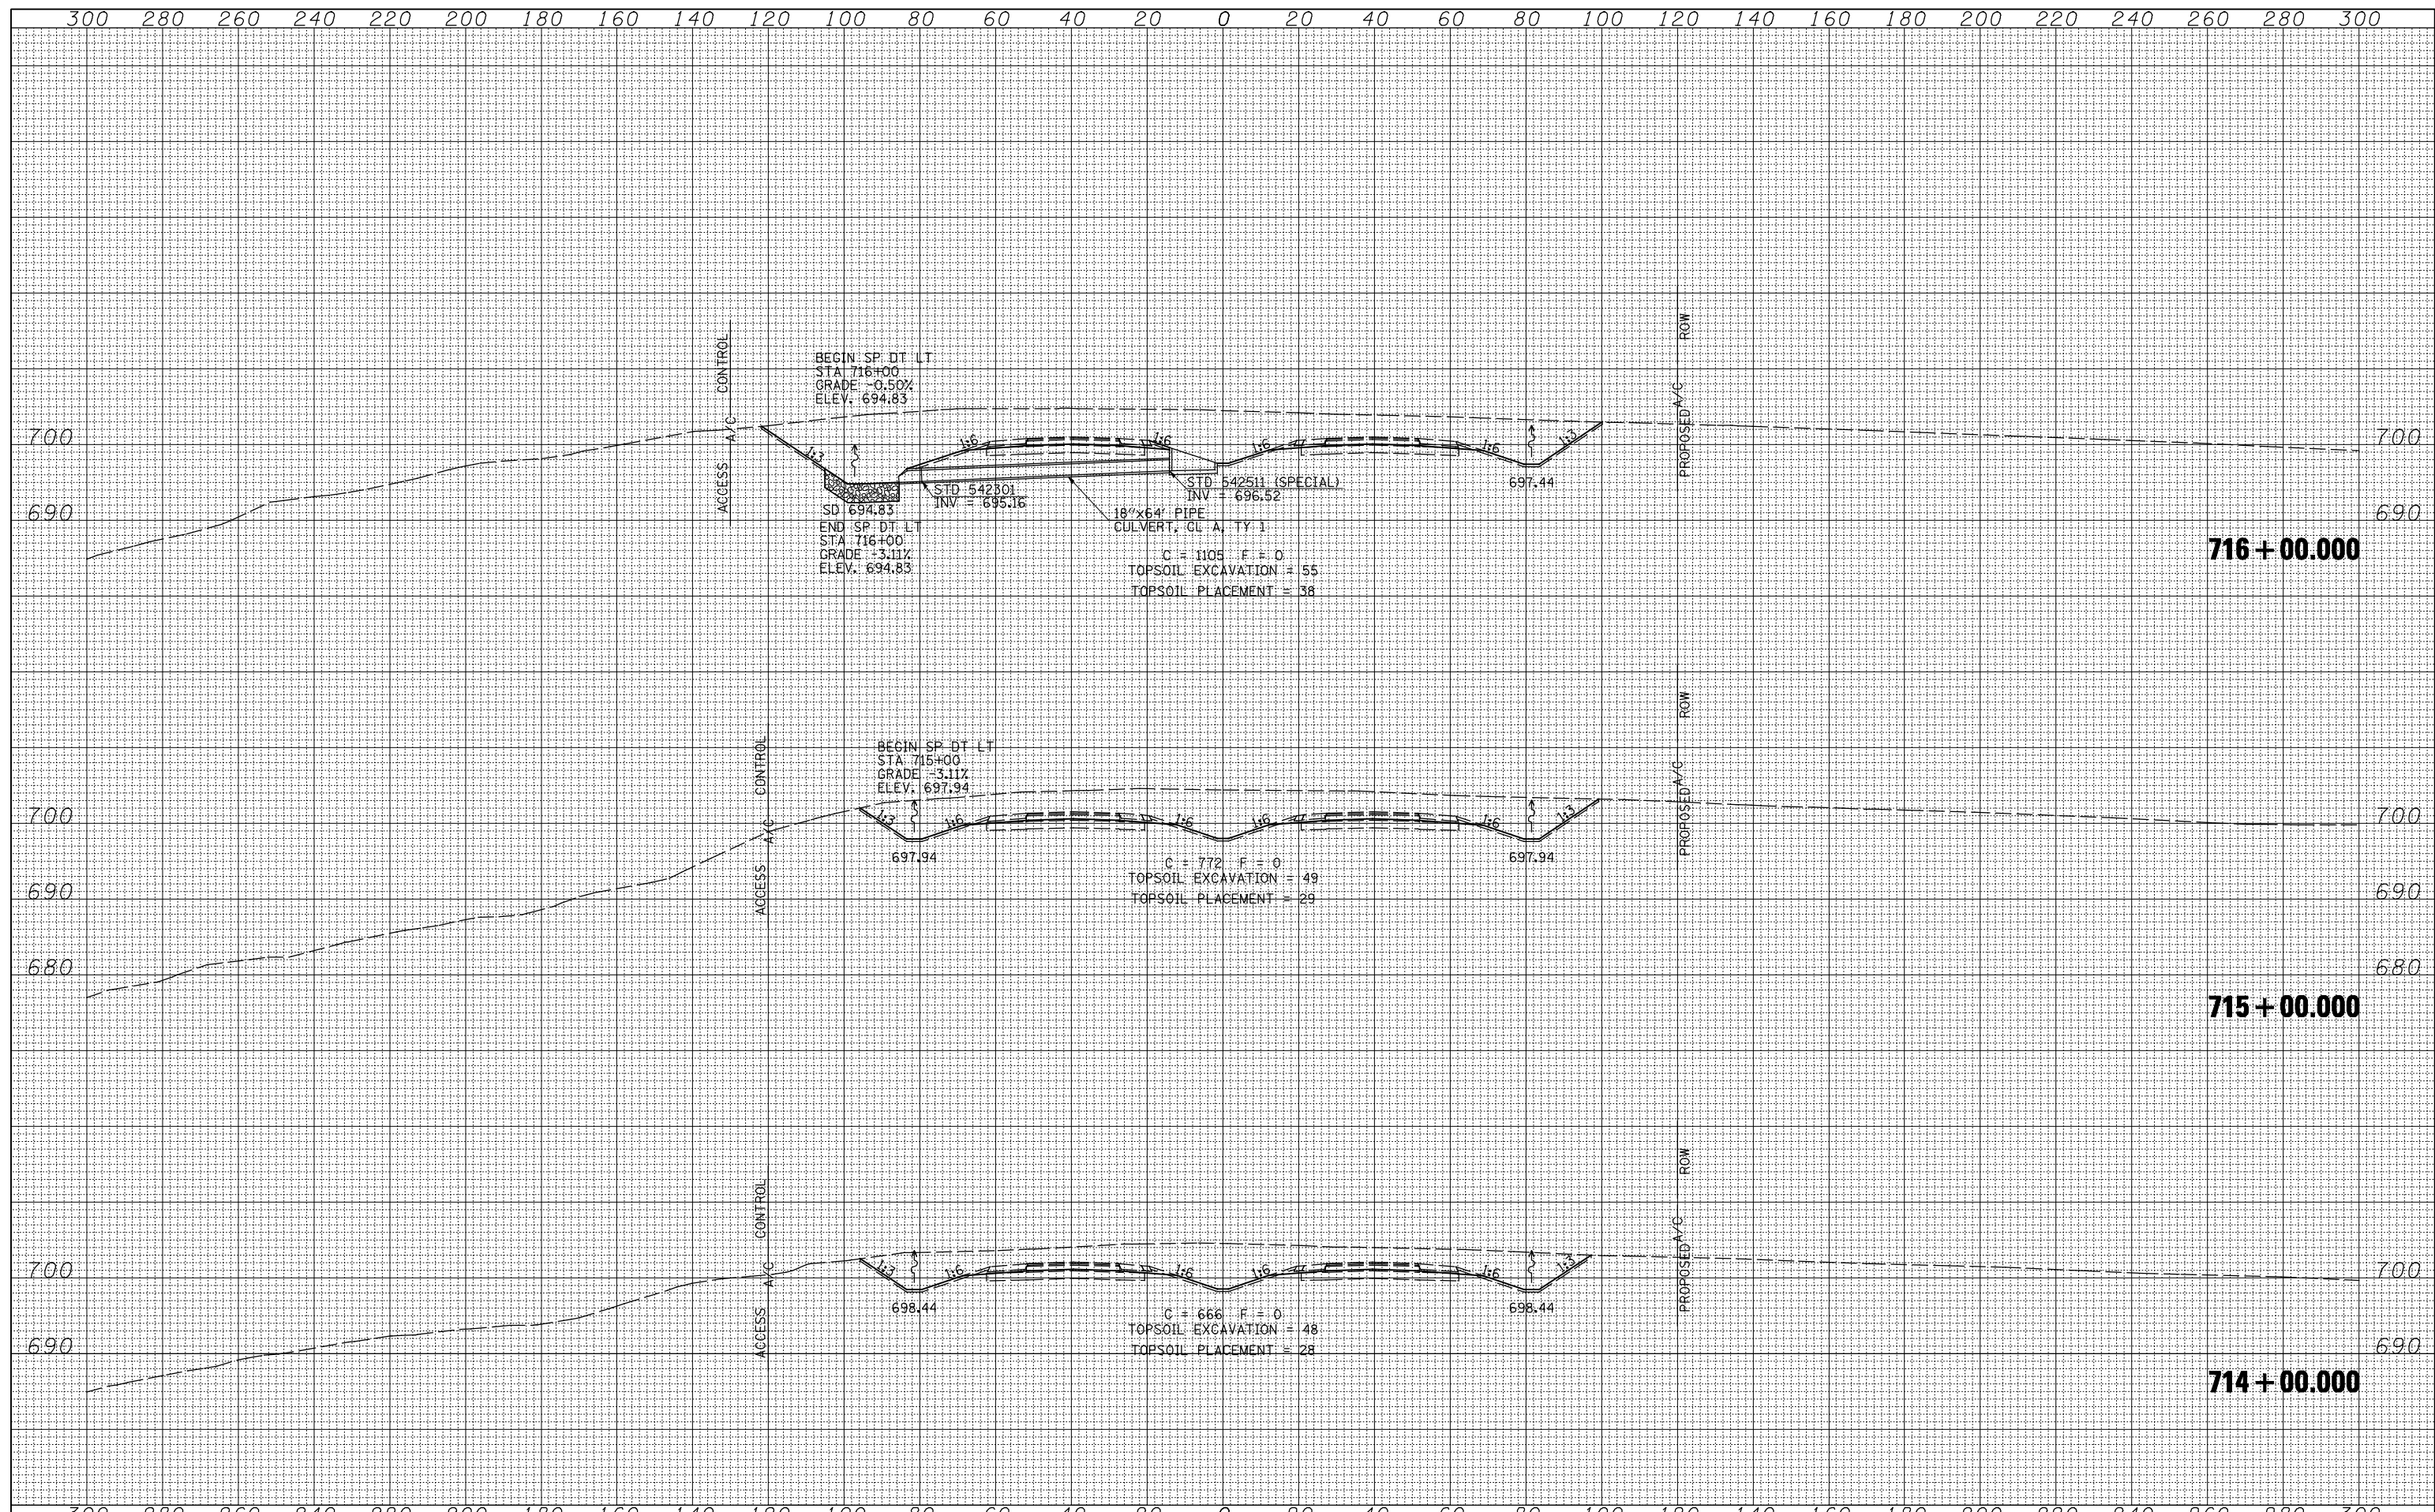 300 280 260 240 220 200 180 160 140 120 100 80 60 40 20 0 20 40 60 80 100 120 140 160 180 200 220 240 260 280 300
ACCESS A/C CONTROL
BEGIN SP DT LT
STA 716+00
GRADE -0.50%
ELEV. 694.83
PROPOSED A/C ROW
700 1:3 1:6 1:6 1:6 1:6 1:3 700
697.44
STD 542301
INV = 695.16
STD 542511 (SPECIAL)
INV = 696.52
SD 694.83
18"x64' PIPE
CULVERT, CL A, TY 1
690 690
END SP DT LT
STA 716+00
GRADE -3.11%
ELEV. 694.83
C = 1105 F = 0
TOPSOIL EXCAVATION = 55
TOPSOIL PLACEMENT = 38
716+00.000
ACCESS A/C CONTROL
BEGIN SP DT LT
STA 715+00
GRADE -3.11%
ELEV. 697.94
PROPOSED A/C ROW
700 1:3 1:6 1:6 1:6 1:6 1:3 700
697.94 697.94
C = 772 F = 0
TOPSOIL EXCAVATION = 49
TOPSOIL PLACEMENT = 29
690 690
680 680
715+00.000
ACCESS A/C CONTROL
PROPOSED A/C ROW
700 1:3 1:6 1:6 1:6 1:6 1:3 700
698.44 698.44
C = 666 F = 0
TOPSOIL EXCAVATION = 48
TOPSOIL PLACEMENT = 28
690 690
714+00.000
300 280 260 240 220 200 180 160 140 120 100 80 60 40 20 0 20 40 60 80 100 120 140 160 180 200 220 240 260 280 300